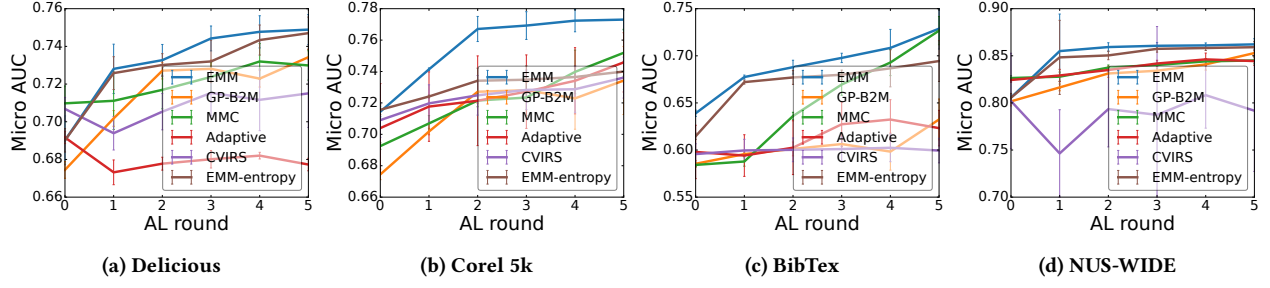 0.76
0.74
0.72
0.70
0.68
0.66
Micro AUC
0 1 2 3 4 5
AL round
EMM
GP-B2M
MMC
Adaptive
CVIRS
EMM-entropy
(a) Delicious
0.78
0.76
0.74
0.72
0.70
0.68
0.66
Micro AUC
0 1 2 3 4 5
AL round
EMM
GP-B2M
MMC
Adaptive
CVIRS
EMM-entropy
(b) Corel 5k
0.75
0.70
0.65
0.60
0.55
Micro AUC
0 1 2 3 4 5
AL round
EMM
GP-B2M
MMC
Adaptive
CVIRS
EMM-entropy
(c) BibTex
0.90
0.85
0.80
0.75
0.70
Micro AUC
0 1 2 3 4 5
AL round
EMM
GP-B2M
MMC
Adaptive
CVIRS
EMM-entropy
(d) NUS-WIDE